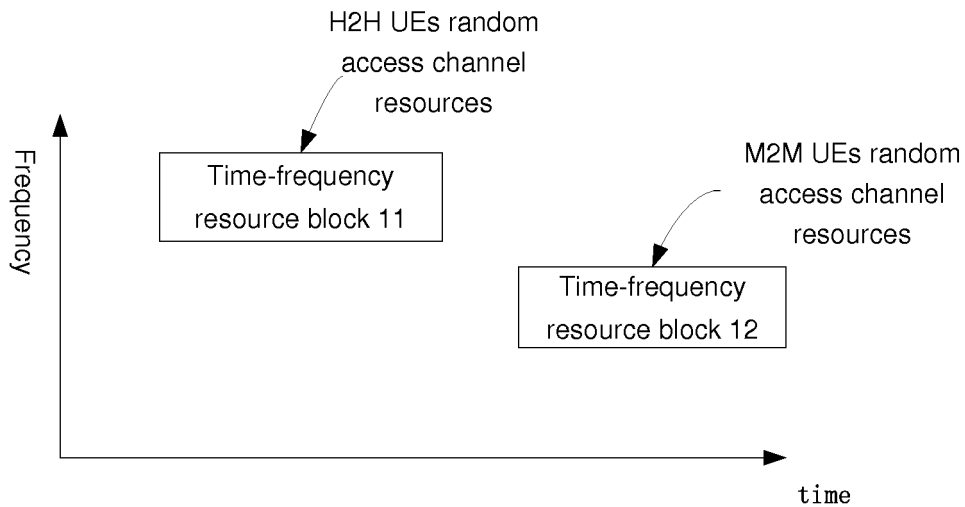 H2H UEs random
access channel
resources
Frequency
Time-frequency
resource block 11
M2M UEs random
access channel
resources
Time-frequency
resource block 12
time